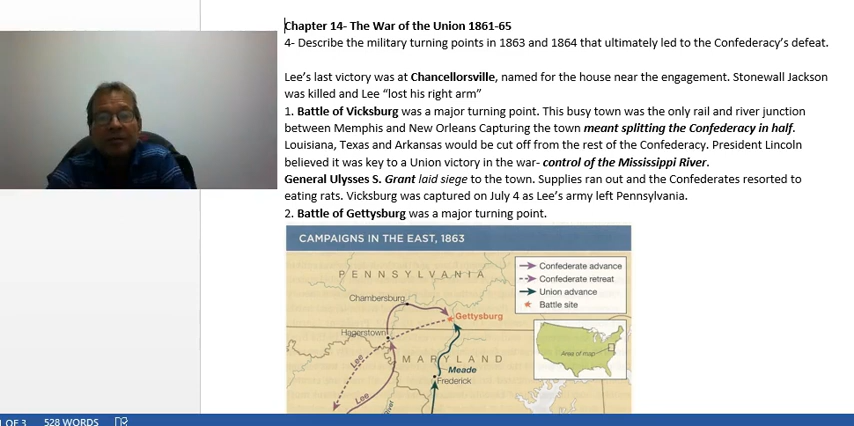 Chapter 14- The War of the Union 1861-65
4- Describe the military turning points in 1863 and 1864 that ultimately led to the Confederacy's defeat.
Lee's last victory was at Chancellorsville, named for the house near the engagement. Stonewall Jackson
was killed and Lee "lost his right arm"
1. Battle of Vicksburg was a major turning point. This busy town was the only rail and river junction
between Memphis and New Orleans Capturing the town meant splitting the Confederacy in half.
Louisiana, Texas and Arkansas would be cut off from the rest of the Confederacy. President Lincoln
believed it was key to a Union victory in the war- control of the Mississippi River.
General Ulysses S. Grant laid siege to the town. Supplies ran out and the Confederates resorted to
eating rats. Vicksburg was captured on July 4 as Lee's army left Pennsylvania.
2. Battle of Gettysburg was a major turning point.
CAMPAIGNS IN THE EAST, 1863
Confederate advance
Confederate retreat
Union advance
Battle site
PENNSYLVANIA
Chambersburg
Gettysburg
Hagerstown
Area of map
MARYLAND
Lee
Meade
Frederick
Lee
River
1 OF 3 528 WORDS